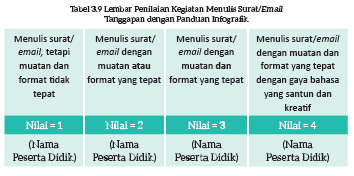 Tabel 3.9 Lembar Penilaian Kegiatan Menulis Surat/Email
Tanggapan dengan Panduan Infografik.
Menulis surat/
email, tetapi
muatan dan
format tidak
tepat
Menulis surat/
email dengan
muatan atau
format yang tepat
Menulis surat/
email dengan
muatan dan
format yang tepat
Menulis surat/email
dengan muatan dan
format yang tepat
dengan gaya bahasa
yang santun dan
kreatif
Nilai = 1
Nilai = 2
Nilai = 3
Nilai = 4
(Nama
Peserta Didik)
(Nama
Peserta Didik)
(Nama
Peserta Didik)
(Nama
Peserta Didik)